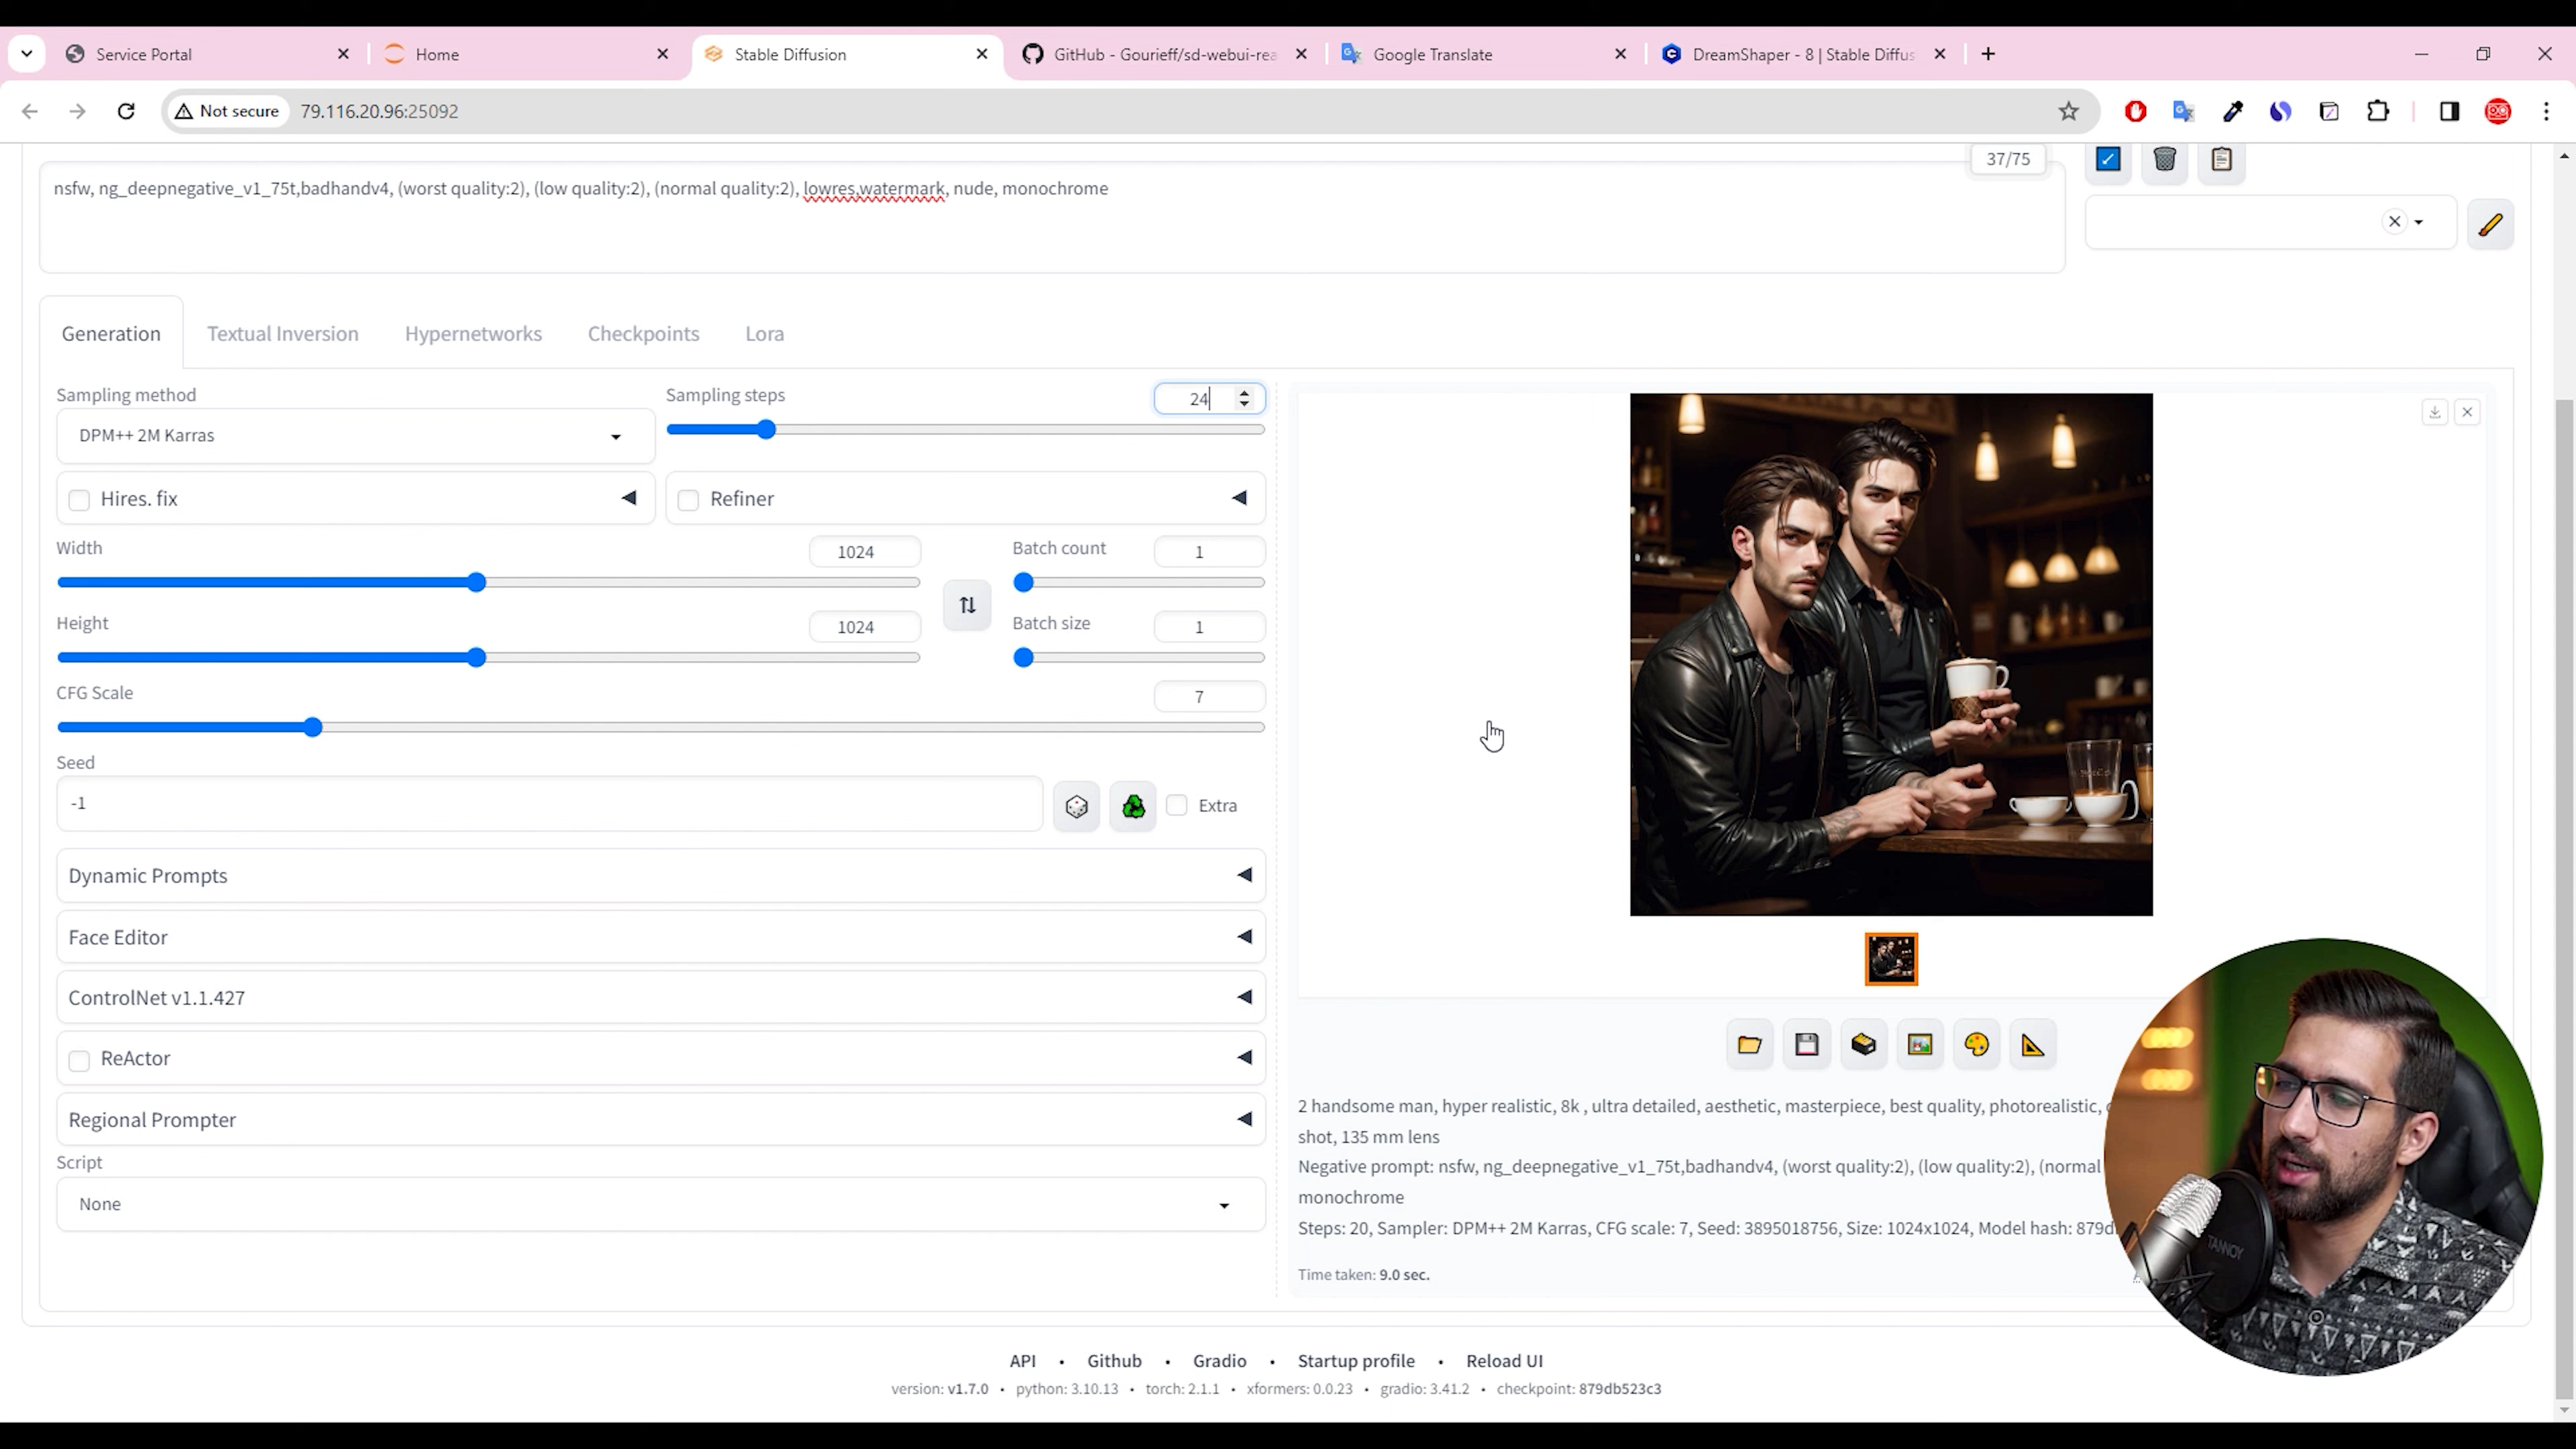 Service Portal
Home
Stable Diffusion
GitHub - Gourieff/sd-webui-rea
Google Translate
DreamShaper - 8 | Stable Diffus
Not secure
79.116.20.96:25092
37/75
nsfw, ng_deepnegative_v1_75t,badhandv4, (worst quality:2), (low quality:2), (normal quality:2), lowres,watermark, nude, monochrome
Generation
Textual Inversion
Hypernetworks
Checkpoints
Lora
Sampling method
DPM++ 2M Karras
Sampling steps
24
Hires. fix
Refiner
Width
1024
Batch count
1
Height
1024
Batch size
1
CFG Scale
7
Seed
-1
Extra
Dynamic Prompts
Face Editor
ControlNet v1.1.427
ReActor
Regional Prompter
Script
None
2 handsome man, hyper realistic, 8k , ultra detailed, aesthetic, masterpiece, best quality, photorealistic,
shot, 135 mm lens
Negative prompt: nsfw, ng_deepnegative_v1_75t,badhandv4, (worst quality:2), (low quality:2), (normal
monochrome
Steps: 20, Sampler: DPM++ 2M Karras, CFG scale: 7, Seed: 3895018756, Size: 1024x1024, Model hash: 879d
Time taken: 9.0 sec.
TANNOY
API • Github • Gradio • Startup profile • Reload UI
version: v1.7.0 • python: 3.10.13 • torch: 2.1.1 • xformers: 0.0.23 • gradio: 3.41.2 • checkpoint: 879db523c3